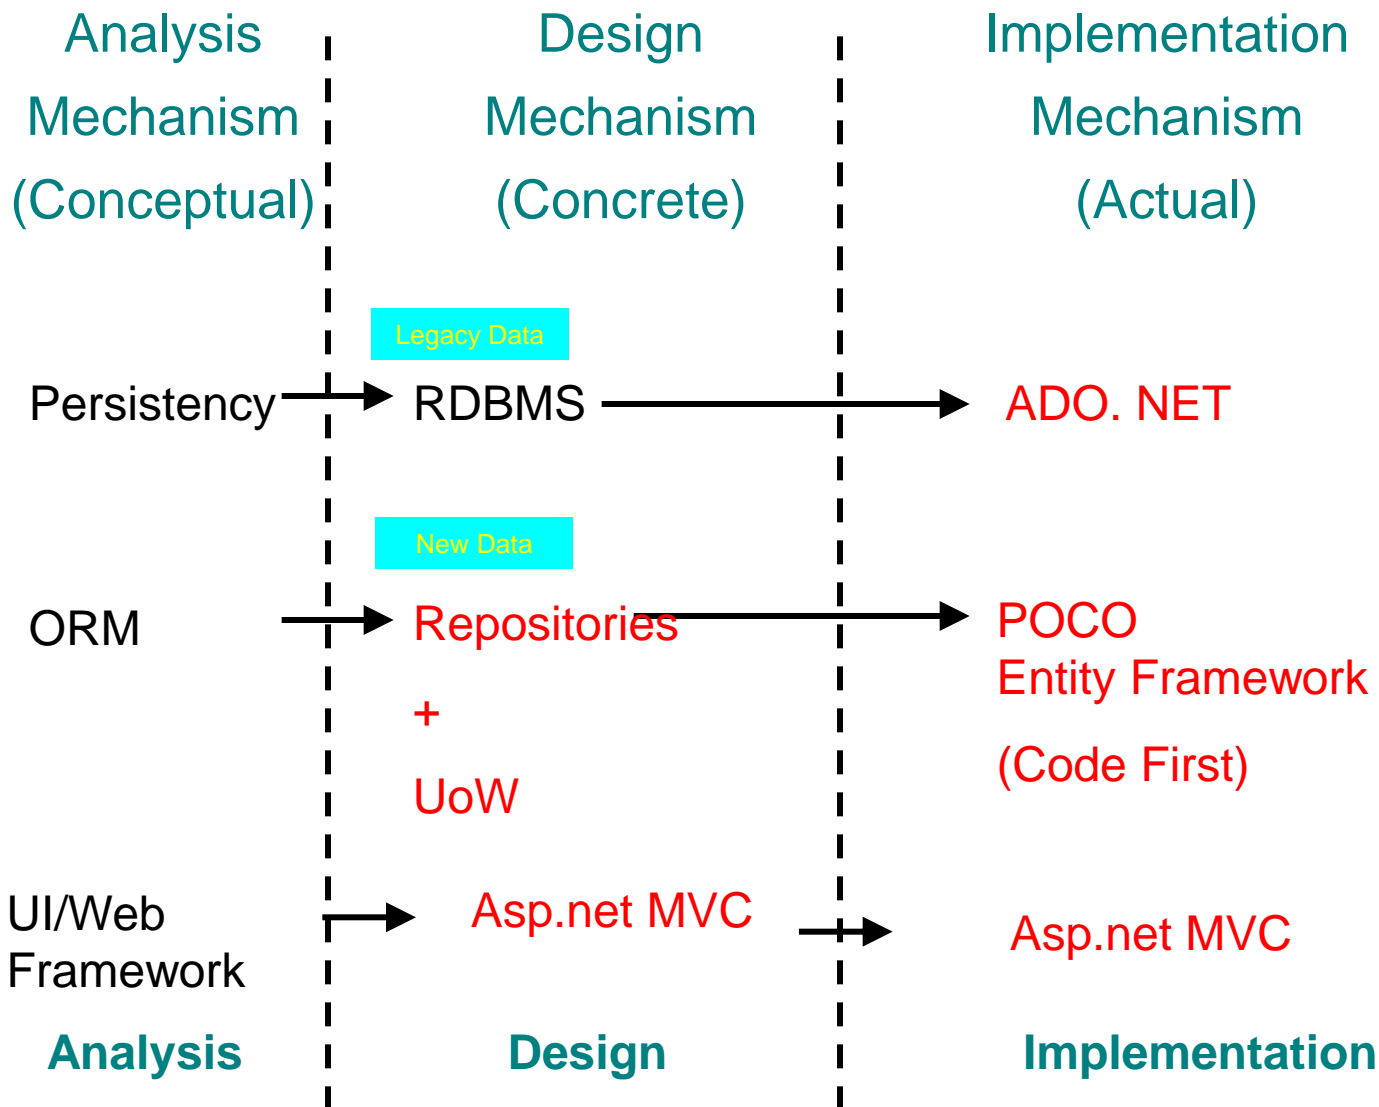 Analysis
Mechanism
(Conceptual)
Design
Mechanism
(Concrete)
Implementation
Mechanism
(Actual)
Legacy Data
Persistency
RDBMS
ADO. NET
New Data
ORM
Repositories
+
UoW
POCO
Entity Framework
(Code First)
UI/Web
Framework
Asp.net MVC
Asp.net MVC
Analysis
Design
Implementation